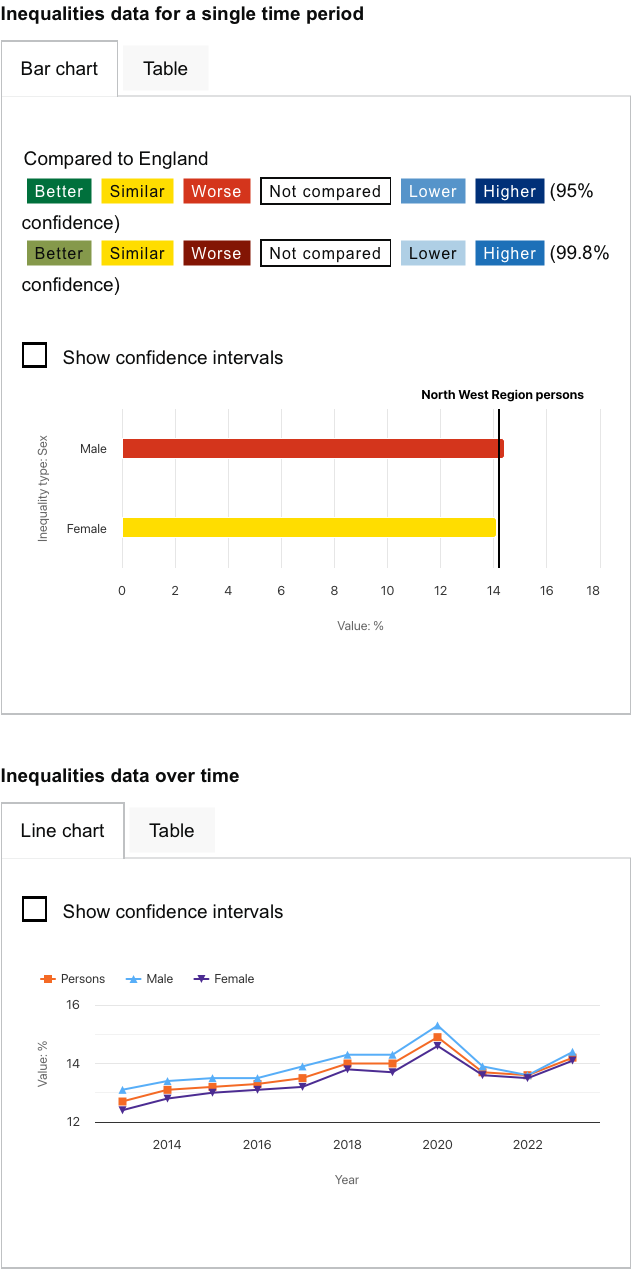 Inequalities data for a single time period
Bar chart Table
Compared to England
Better Similar Worse Not compared Lower Higher (95%
confidence)
Better Similar Worse Not compared Lower Higher (99.8%
confidence)
Show confidence intervals
North West Region persons
Inequality type: Sex
Male
Female
0 2 4 6 8 10 12 14 16 18
Value: %
Inequalities data over time
Line chart Table
Show confidence intervals
Persons Male Female
Value: %
16
14
12
2014 2016 2018 2020 2022
Year